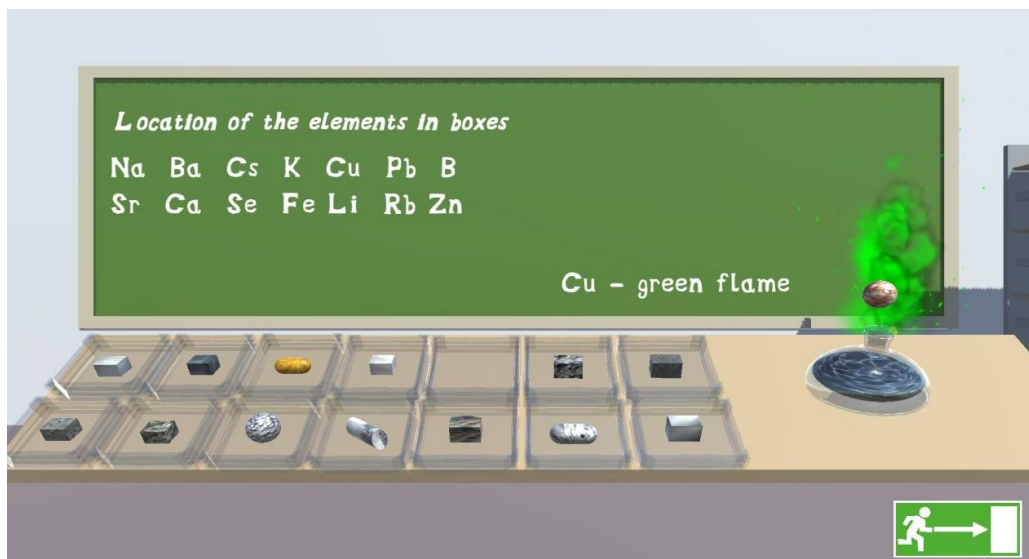 Location of the elements in boxes
Na Ba Cs K Cu Pb B
Sr Ca Se Fe Li Rb Zn
Cu - green flame